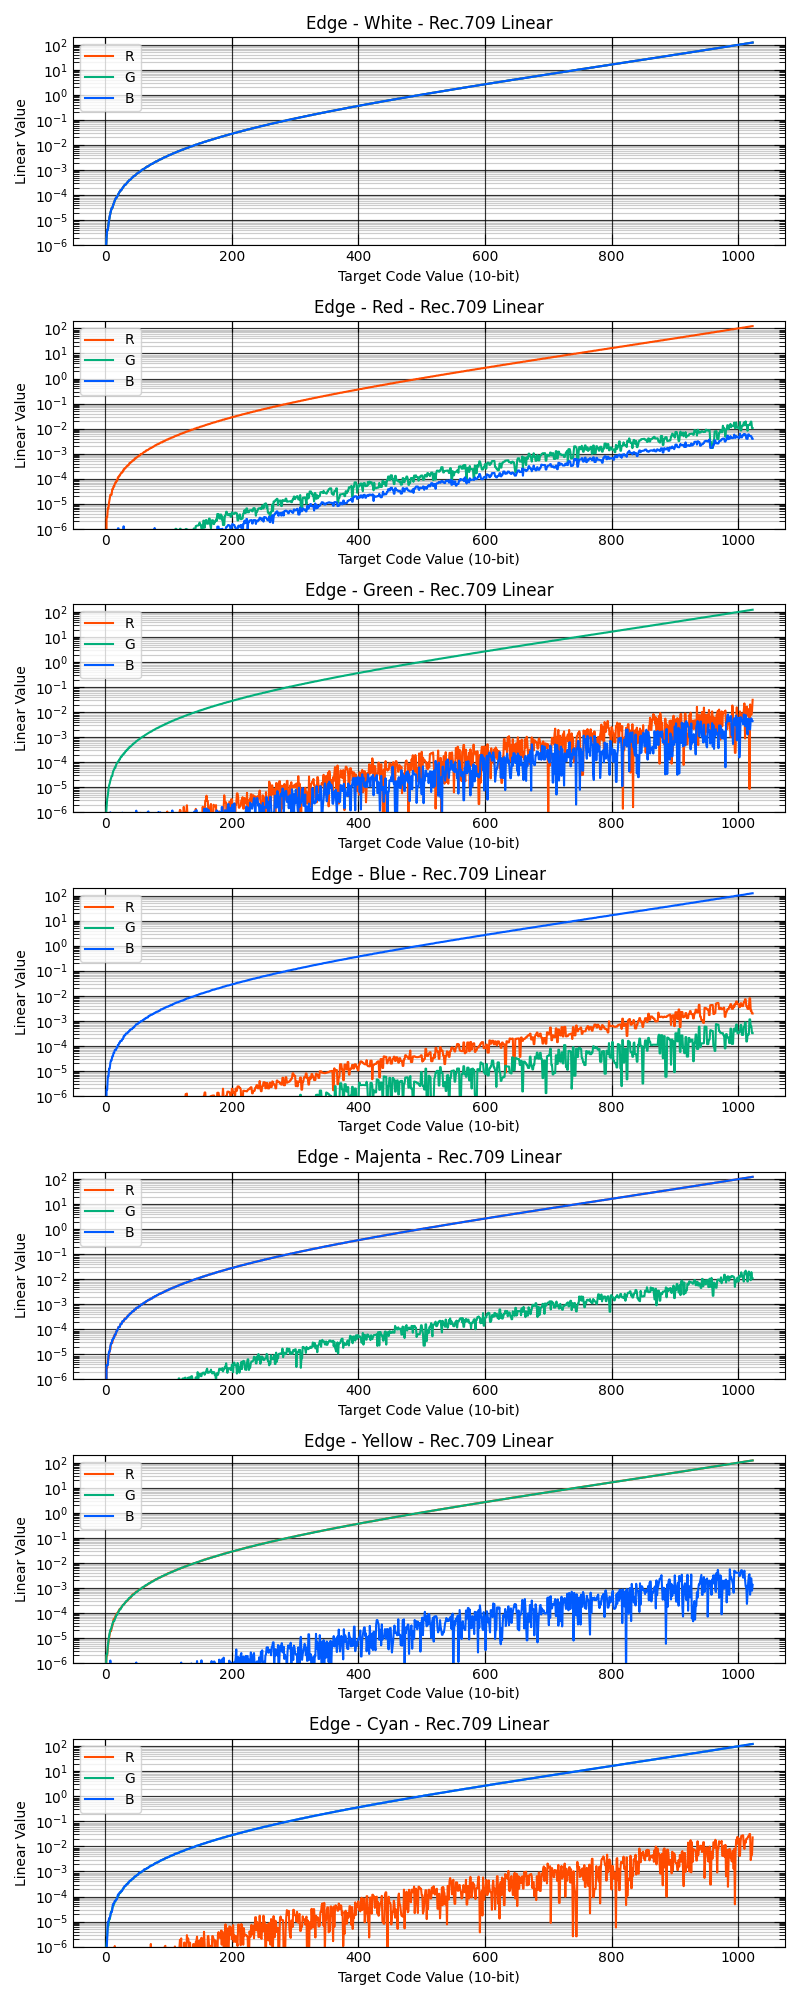 Edge - White - Rec.709 Linear
10²
10¹
10⁰
10⁻¹
10⁻²
10⁻³
10⁻⁴
10⁻⁵
10⁻⁶
Linear Value
R
G
B
0 200 400 600 800 1000
Target Code Value (10-bit)
Edge - Red - Rec.709 Linear
10²
10¹
10⁰
10⁻¹
10⁻²
10⁻³
10⁻⁴
10⁻⁵
10⁻⁶
Linear Value
R
G
B
0 200 400 600 800 1000
Target Code Value (10-bit)
Edge - Green - Rec.709 Linear
10²
10¹
10⁰
10⁻¹
10⁻²
10⁻³
10⁻⁴
10⁻⁵
10⁻⁶
Linear Value
R
G
B
0 200 400 600 800 1000
Target Code Value (10-bit)
Edge - Blue - Rec.709 Linear
10²
10¹
10⁰
10⁻¹
10⁻²
10⁻³
10⁻⁴
10⁻⁵
10⁻⁶
Linear Value
R
G
B
0 200 400 600 800 1000
Target Code Value (10-bit)
Edge - Majenta - Rec.709 Linear
10²
10¹
10⁰
10⁻¹
10⁻²
10⁻³
10⁻⁴
10⁻⁵
10⁻⁶
Linear Value
R
G
B
0 200 400 600 800 1000
Target Code Value (10-bit)
Edge - Yellow - Rec.709 Linear
10²
10¹
10⁰
10⁻¹
10⁻²
10⁻³
10⁻⁴
10⁻⁵
10⁻⁶
Linear Value
R
G
B
0 200 400 600 800 1000
Target Code Value (10-bit)
Edge - Cyan - Rec.709 Linear
10²
10¹
10⁰
10⁻¹
10⁻²
10⁻³
10⁻⁴
10⁻⁵
10⁻⁶
Linear Value
R
G
B
0 200 400 600 800 1000
Target Code Value (10-bit)